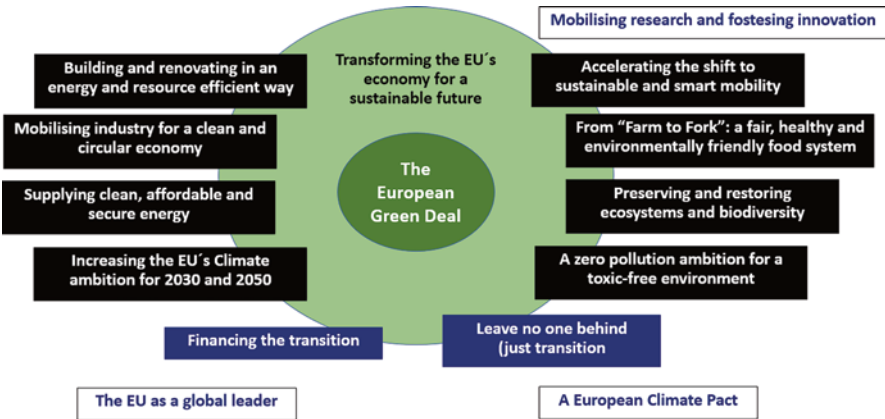 Mobilising research and fostesing innovation
Transforming the EU´s
economy for a
sustainable future
Building and renovating in an
energy and resource efficient way
Accelerating the shift to
sustainable and smart mobility
Mobilising industry for a clean and
circular economy
From “Farm to Fork”: a fair, healthy and
environmentally friendly food system
The
European
Green Deal
Supplying clean, affordable and
secure energy
Preserving and restoring
ecosystems and biodiversity
Increasing the EU´s Climate
ambition for 2030 and 2050
A zero pollution ambition for a
toxic-free environment
Financing the transition
Leave no one behind
(just transition
The EU as a global leader
A European Climate Pact